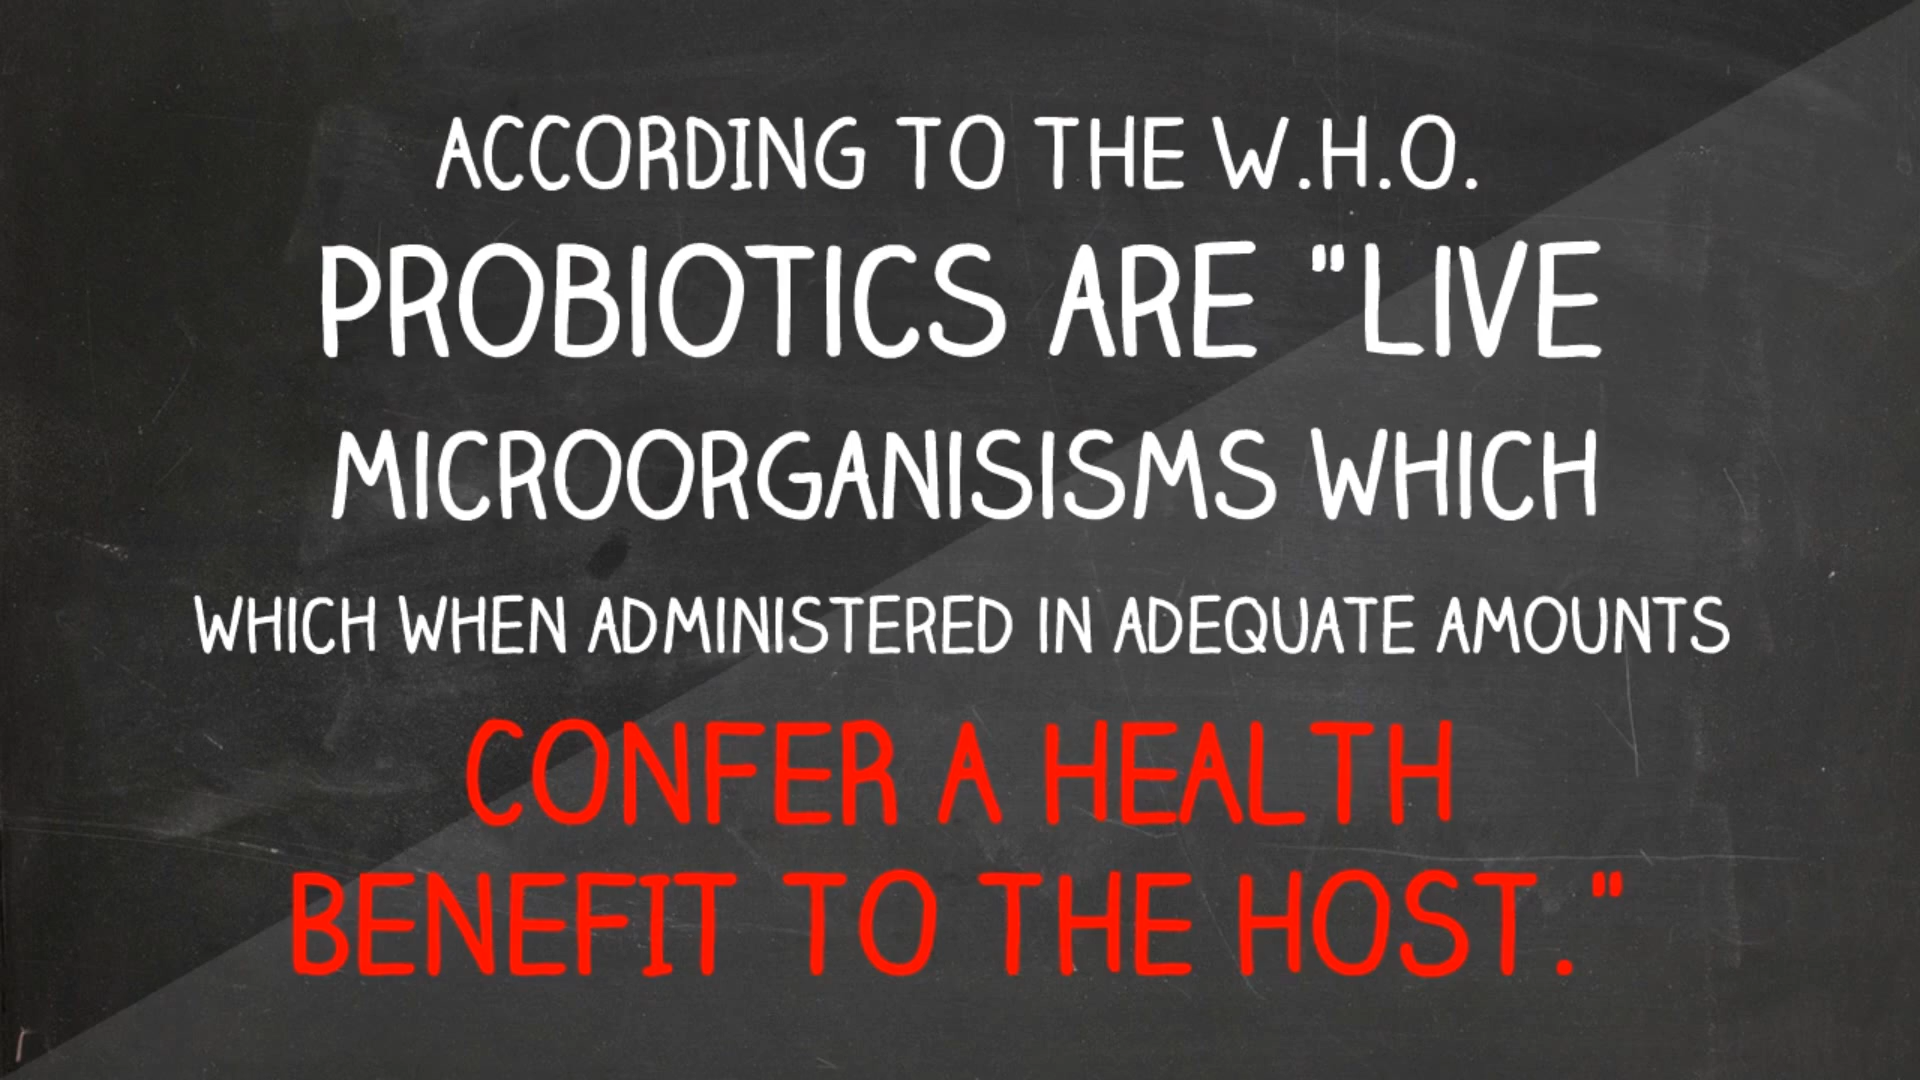 ACCORDING TO THE W.H.O.
PROBIOTICS ARE "LIVE
MICROORGANISISMS WHICH
WHICH WHEN ADMINISTERED IN ADEQUATE AMOUNTS
CONFER A HEALTH
BENEFIT TO THE HOST."